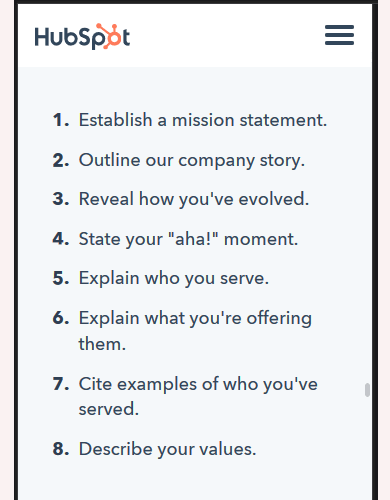 HubSpot
1. Establish a mission statement.
2. Outline our company story.
3. Reveal how you've evolved.
4. State your "aha!" moment.
5. Explain who you serve.
6. Explain what you're offering
them.
7. Cite examples of who you've
served.
8. Describe your values.